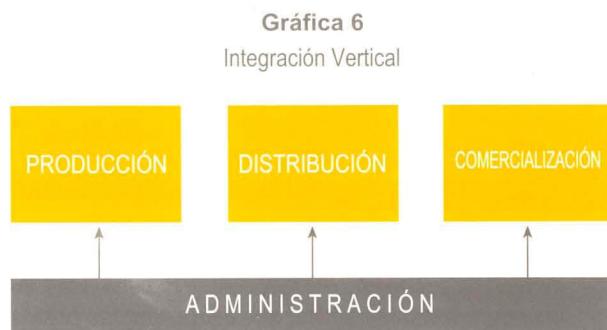 Gráfica 6
Integración Vertical
PRODUCCIÓN
DISTRIBUCIÓN
COMERCIALIZACIÓN
ADMINISTRACIÓN